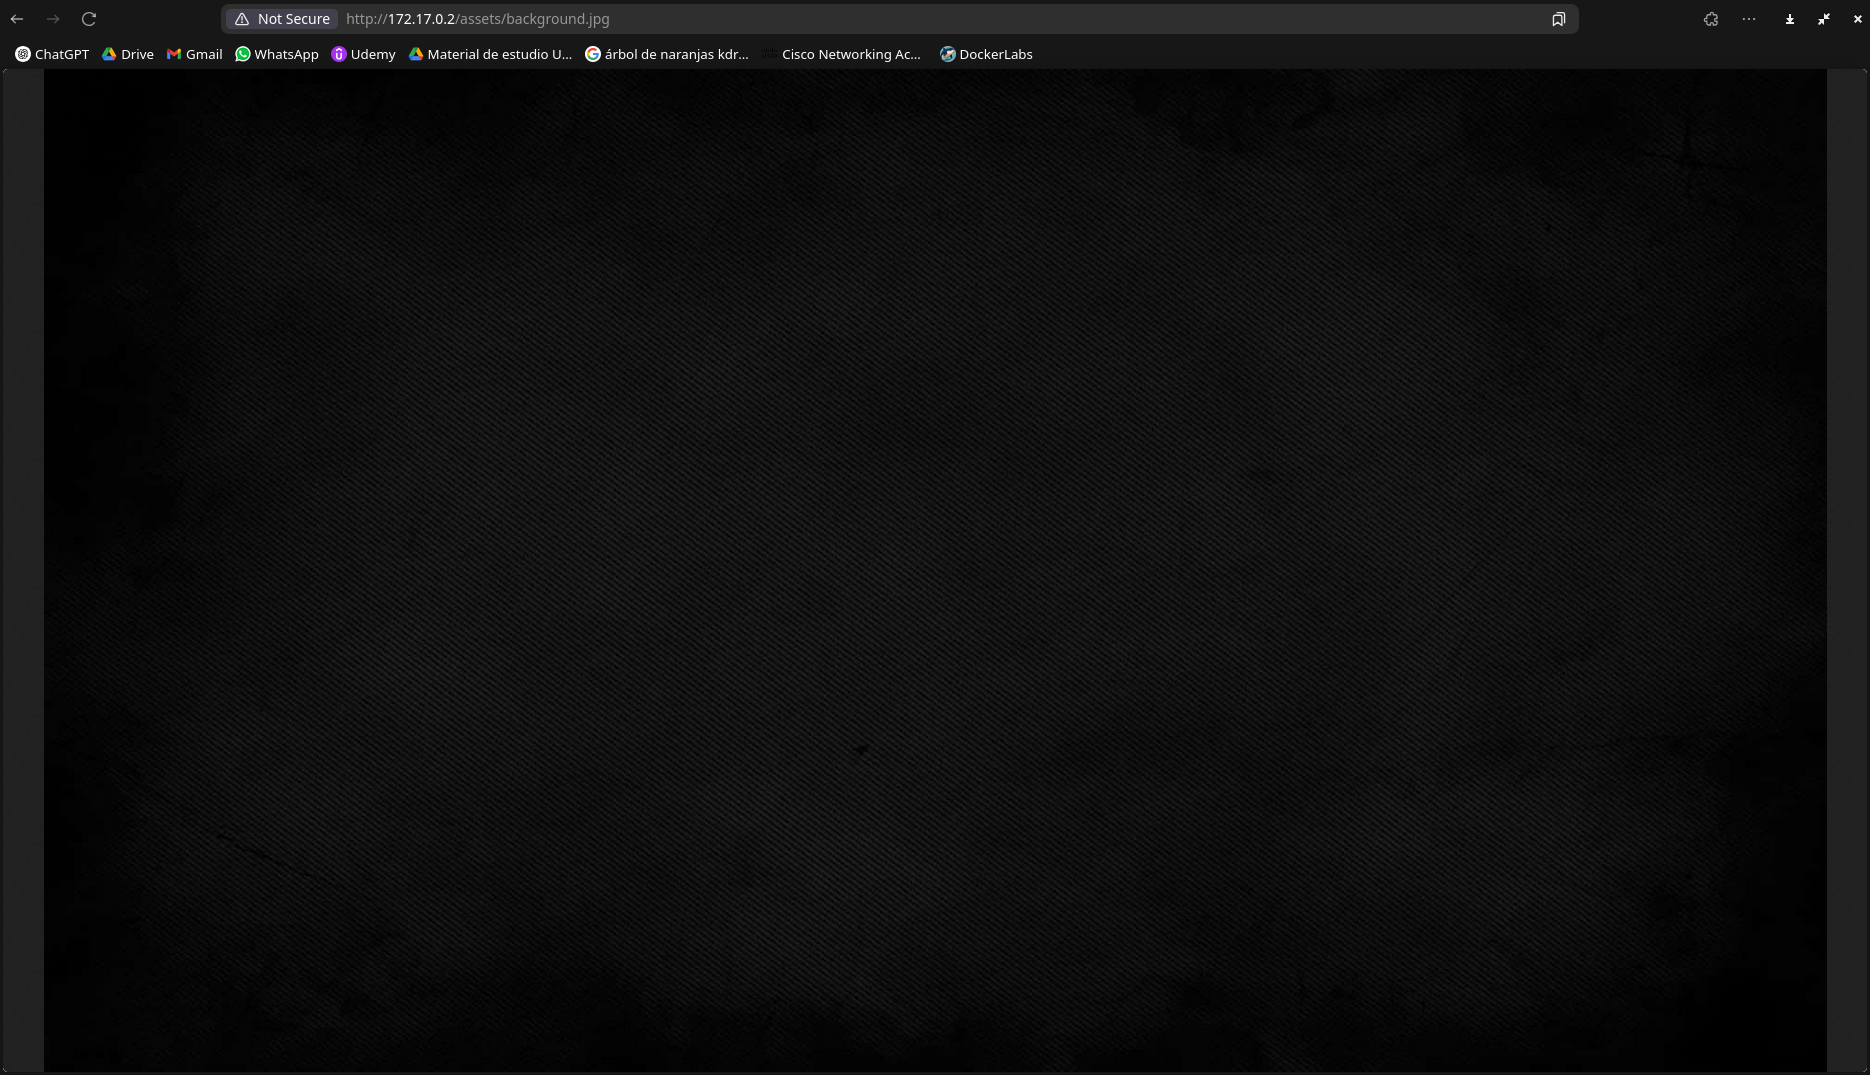 Not Secure http://172.17.0.2/assets/background.jpg
ChatGPT Drive Gmail WhatsApp Udemy Material de estudio U... árbol de naranjas kdr... Cisco Networking Ac... DockerLabs